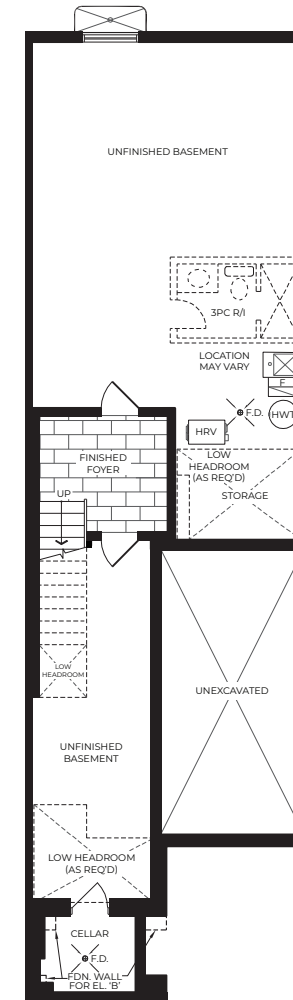 UNFINISHED BASEMENT
3PC R/I
LOCATION
MAY VARY
F
F.D.
HWT
HRV
LOW
HEADROOM
(AS REQ'D)
STORAGE
FINISHED
FOYER
UP
LOW
HEADROOM
UNEXCAVATED
UNFINISHED
BASEMENT
LOW HEADROOM
(AS REQ'D)
CELLAR
F.D.
FDN. WALL
FOR EL. 'B'